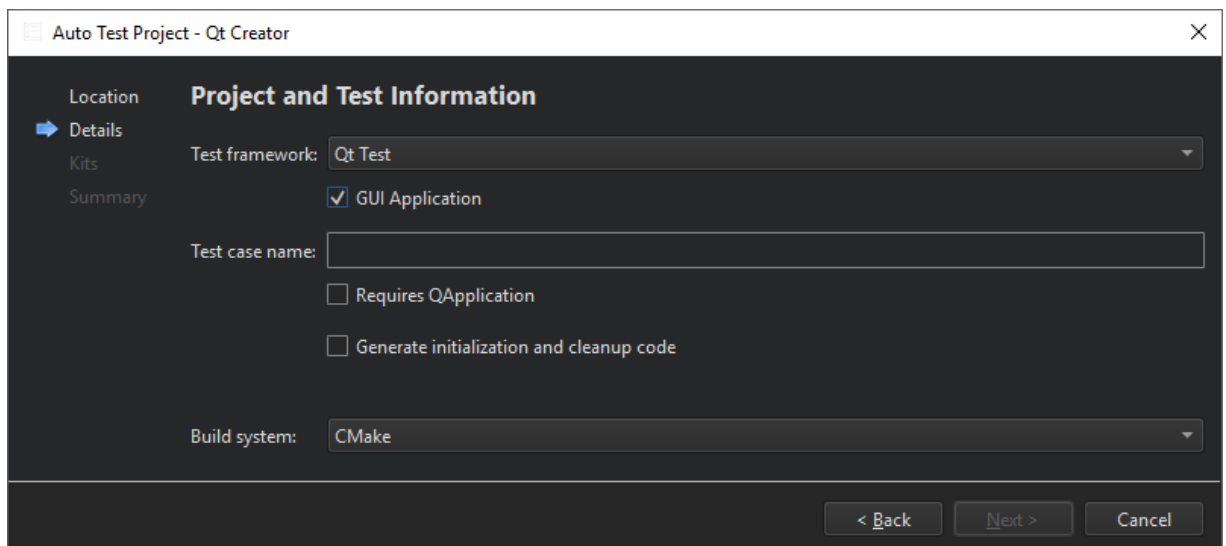 Auto Test Project - Qt Creator
Location
Details
Kits
Summary
Project and Test Information
Test framework: Qt Test
GUI Application
Test case name:
Requires QApplication
Generate initialization and cleanup code
Build system: CMake
< Back
Next >
Cancel